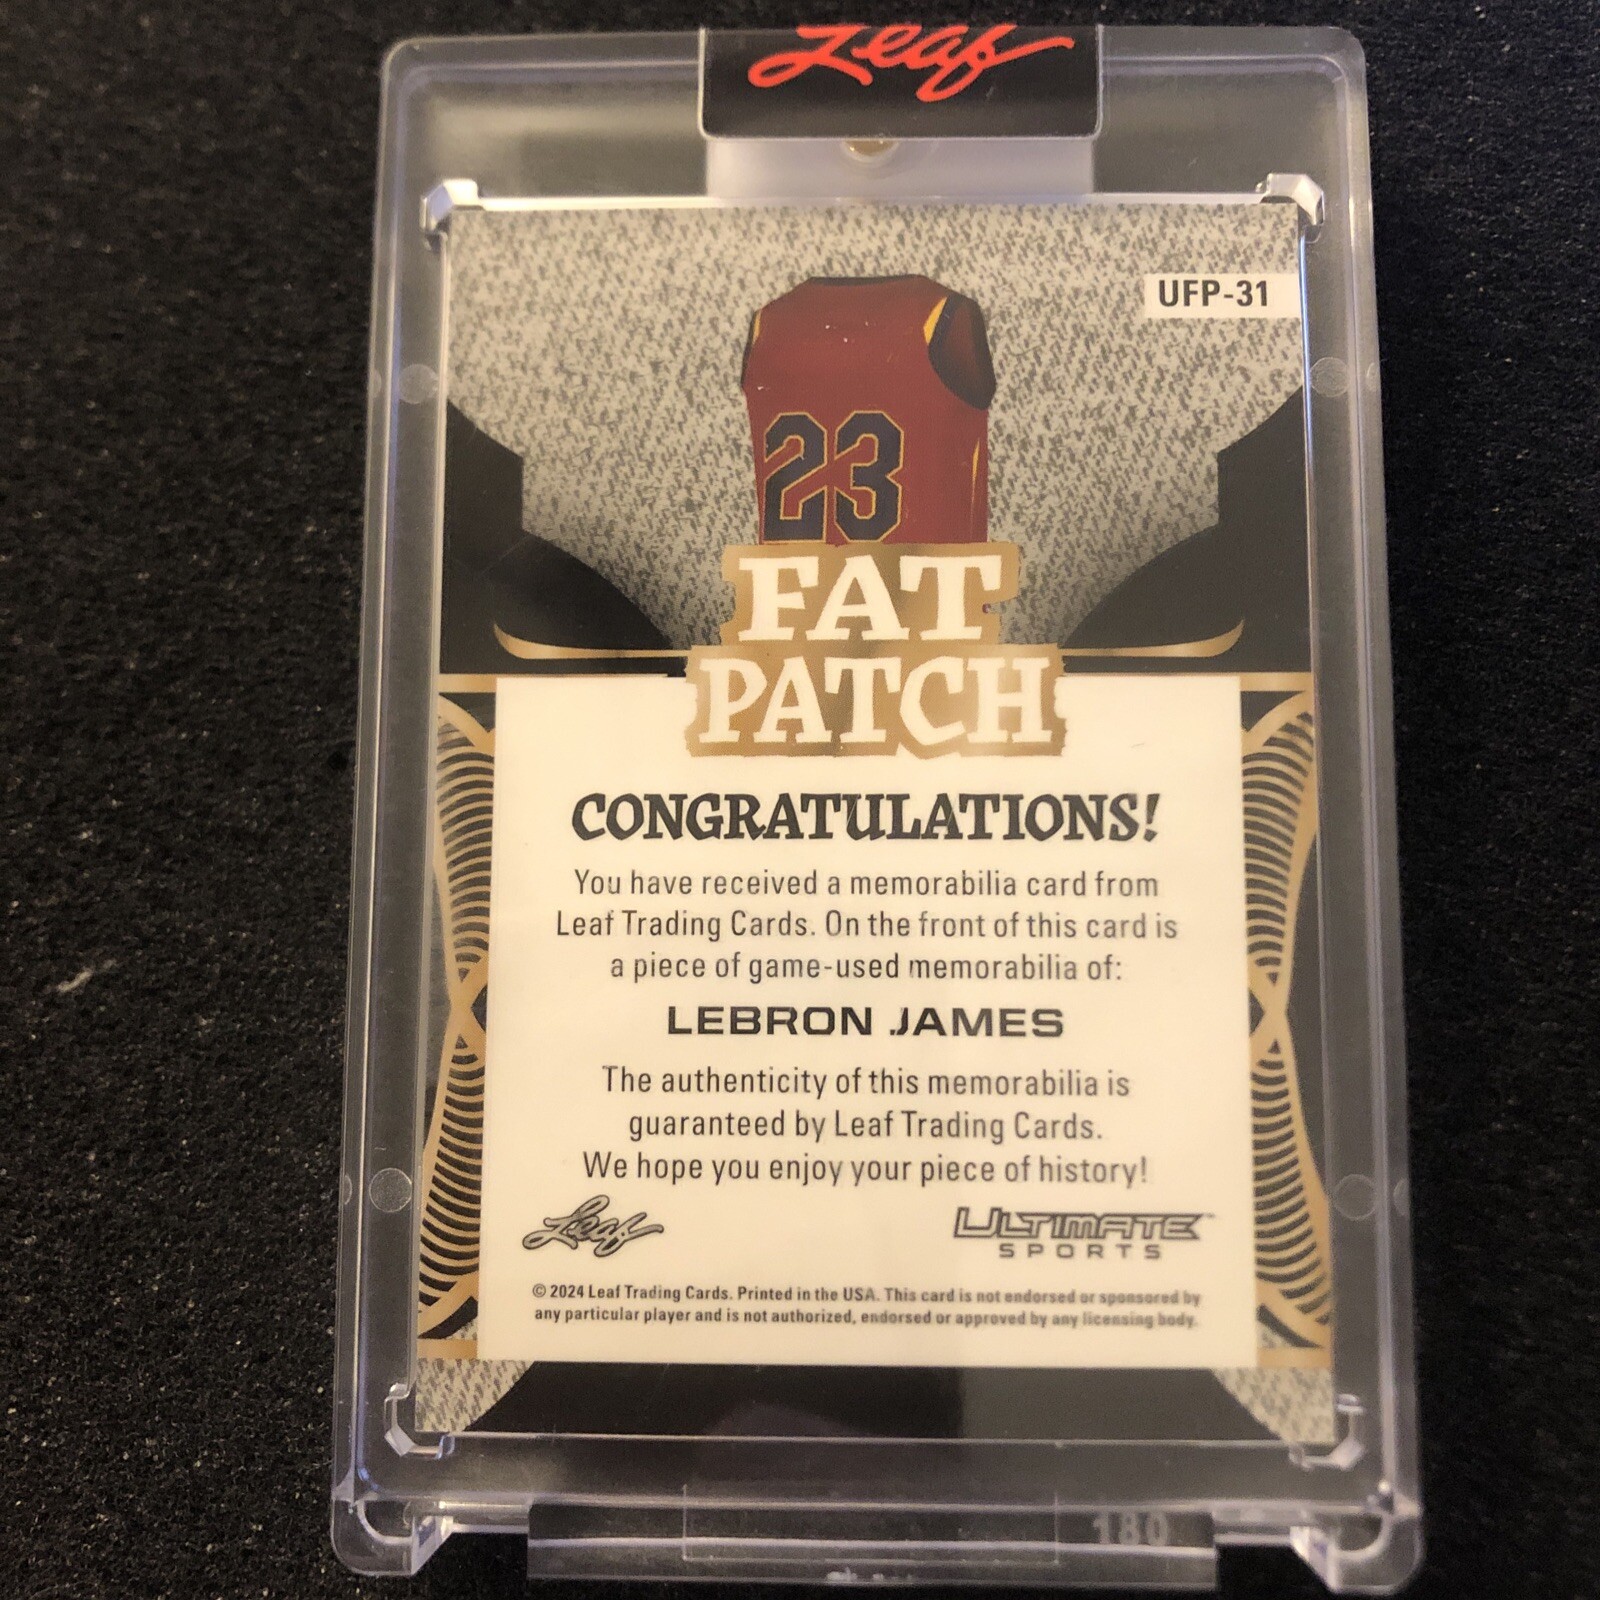 Leaf
UFP-31
23
FAT
PATCH
CONGRATULATIONS!
You have received a memorabilia card from
Leaf Trading Cards. On the front of this card is
a piece of game-used memorabilia of:
LEBRON JAMES
The authenticity of this memorabilia is
guaranteed by Leaf Trading Cards.
We hope you enjoy your piece of history!
Leaf
ULTIMATE™
SPORTS
© 2024 Leaf Trading Cards. Printed in the USA. This card is not endorsed or sponsored by
any particular player and is not authorized, endorsed or approved by any licensing body.
180